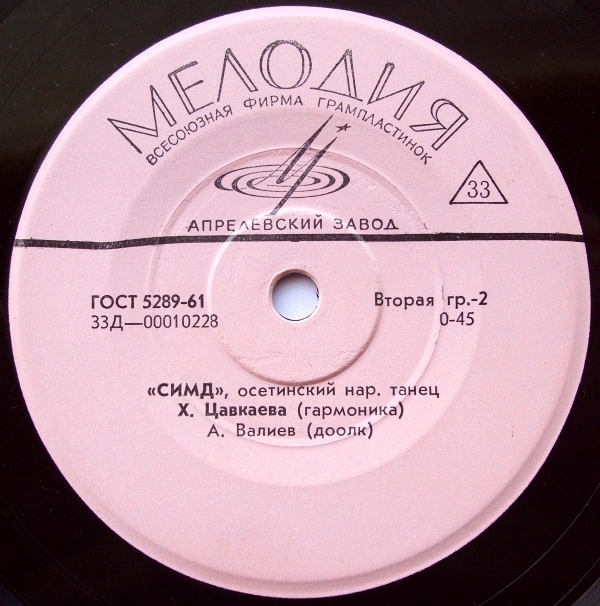 МЕЛОДИЯ
ВСЕСОЮЗНАЯ ФИРМА ГРАМПЛАСТИНОК
33
АПРЕЛЕВСКИЙ ЗАВОД
ГОСТ 5289-61 Вторая гр.-2
33Д—00010228 0-45
«СИМД», осетинский нар. танец
Х. Цавкаева (гармоника)
А. Валиев (доолк)